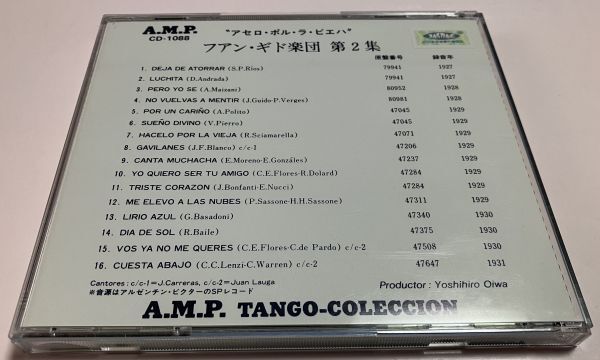 A.M.P.
CD-1088
"アセロ・ポル・ラ・ビエハ"
フアン・ギド楽団 第2集
原盤番号 録音年
1. DEJA DE ATORRAR (S.P.Ríos) 79941 1927
2. LUCHITA (D.Andrada) 79941 1927
3. PERO YO SE (A.Maizani) 80952 1928
4. NO VUELVAS A MENTIR (J.Guido-P.Verges) 80981 1928
5. POR UN CARIÑO (A.Polito) 47045 1929
6. SUEÑO DIVINO (V.Pierro) 47045 1929
7. HACELO POR LA VIEJA (R.Sciamarella) 47071 1929
8. GAVILANES (J.F.Blanco) c/c-1 47206 1929
9. CANTA MUCHACHA (E.Moreno-E.Gonzáles) 47237 1929
10. YO QUIERO SER TU AMIGO (C.E.Flores-R.Dolard) 47284 1929
11. TRISTE CORAZON (J.Bonfanti-E.Nucci) 47284 1929
12. ME ELEVO A LAS NUBES (P.Sassone-H.H.Sassone) 47311 1929
13. LIRIO AZUL (G.Basadoni) 47340 1930
14. DIA DE SOL (R.Baile) 47375 1930
15. VOS YA NO ME QUERES (C.E.Flores-C.de Pardo) c/c-2 47508 1930
16. CUESTA ABAJO (C.C.Lenzi-C.Warren) c/c-2 47647 1931
Cantores : c/c-1=J.Carreras, c/c-2=Juan Lauga
※音源はアルゼンチン・ビクターのSPレコード
Productor : Yoshihiro Oiwa
A.M.P. TANGO-COLECCION